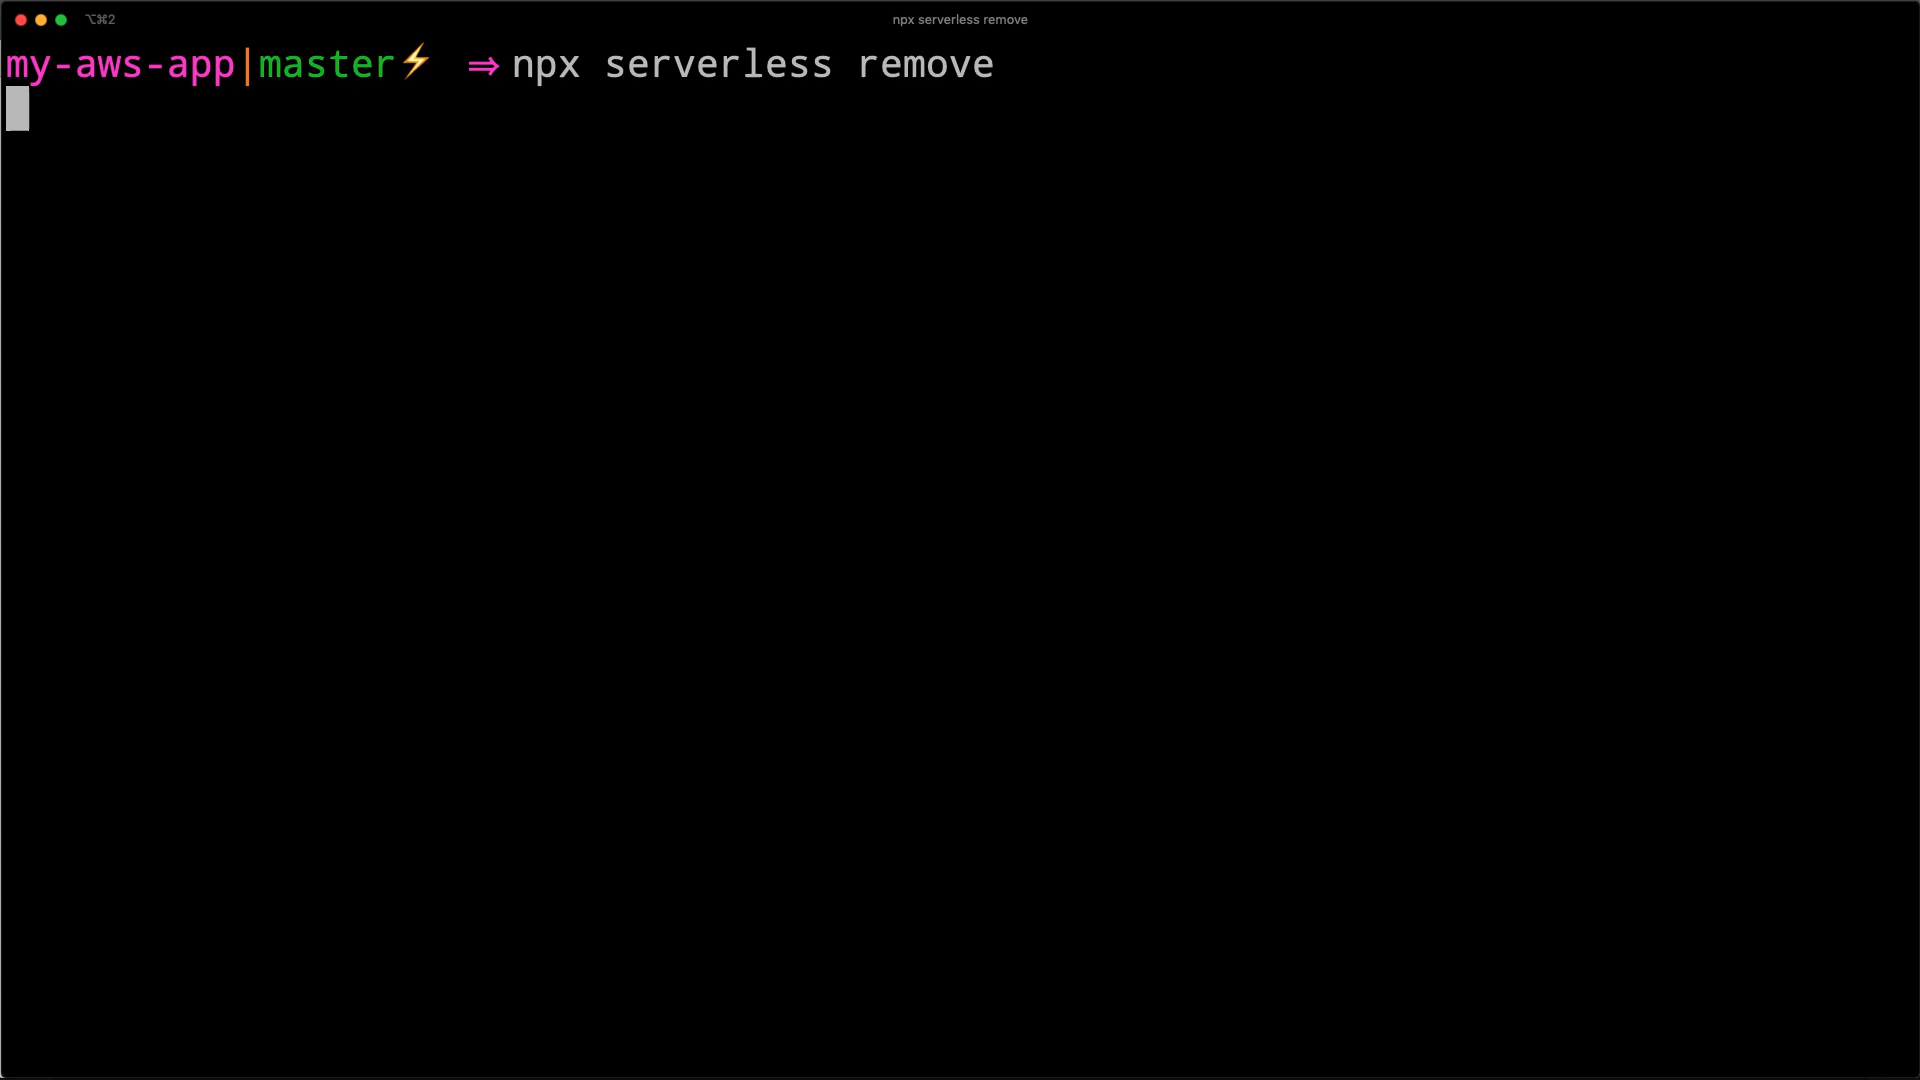 ⌥⌘2
npx serverless remove
my-aws-app|master⚡ ⇒ npx serverless remove